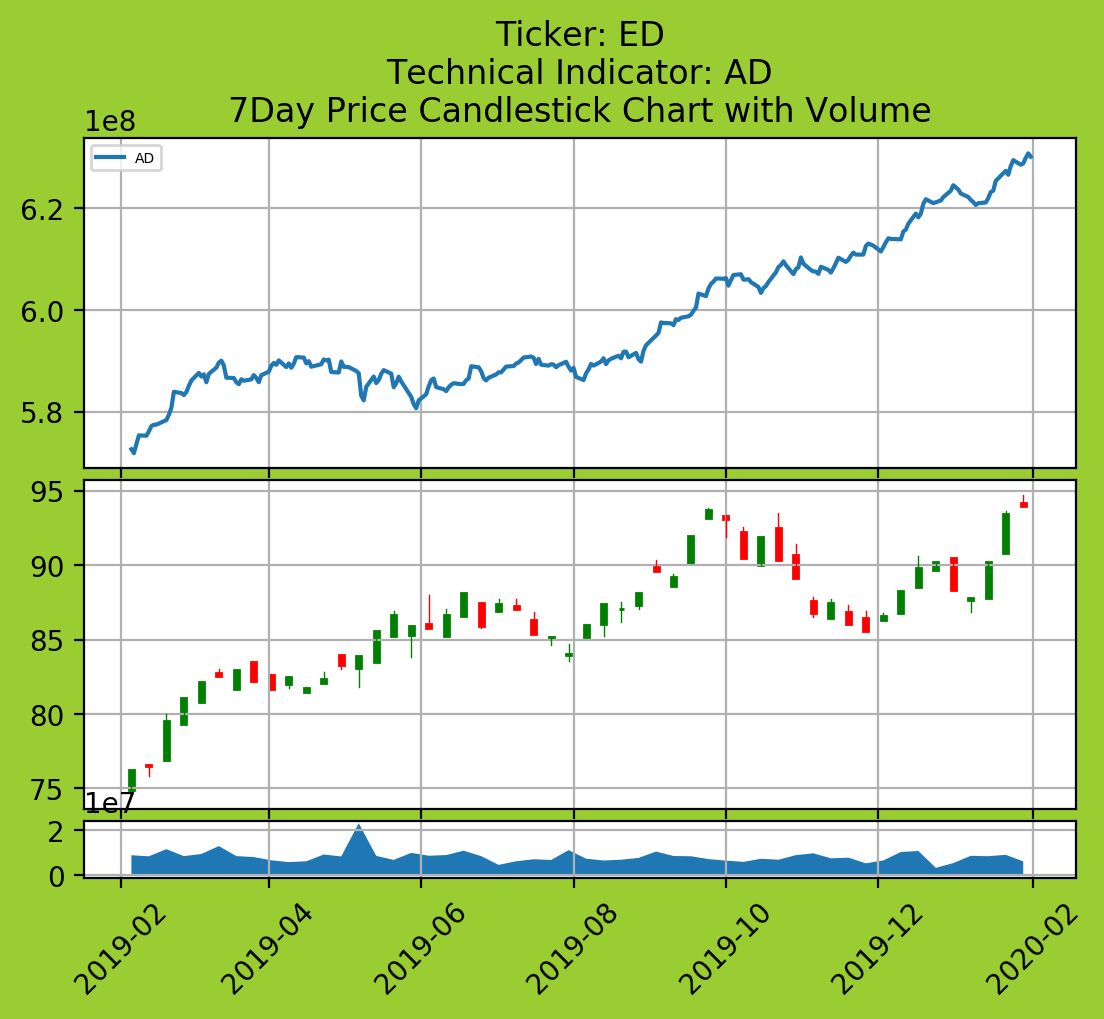 Ticker: ED
Technical Indicator: AD
7Day Price Candlestick Chart with Volume
1e8
AD
6.2
6.0
5.8
95
90
85
80
75
1e7
2
0
2019-02
2019-04
2019-06
2019-08
2019-10
2019-12
2020-02